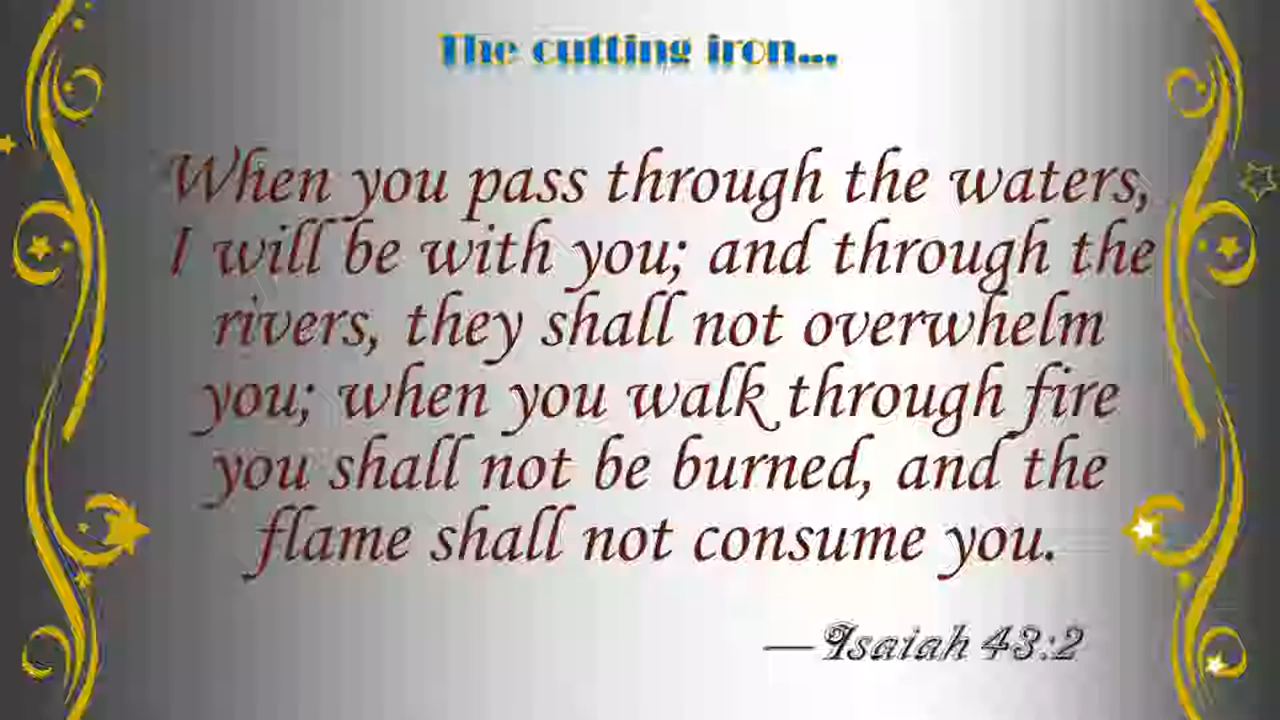 The cutting iron...
When you pass through the waters,
I will be with you; and through the
rivers, they shall not overwhelm
you; when you walk through fire
you shall not be burned, and the
flame shall not consume you.
—Isaiah 43:2